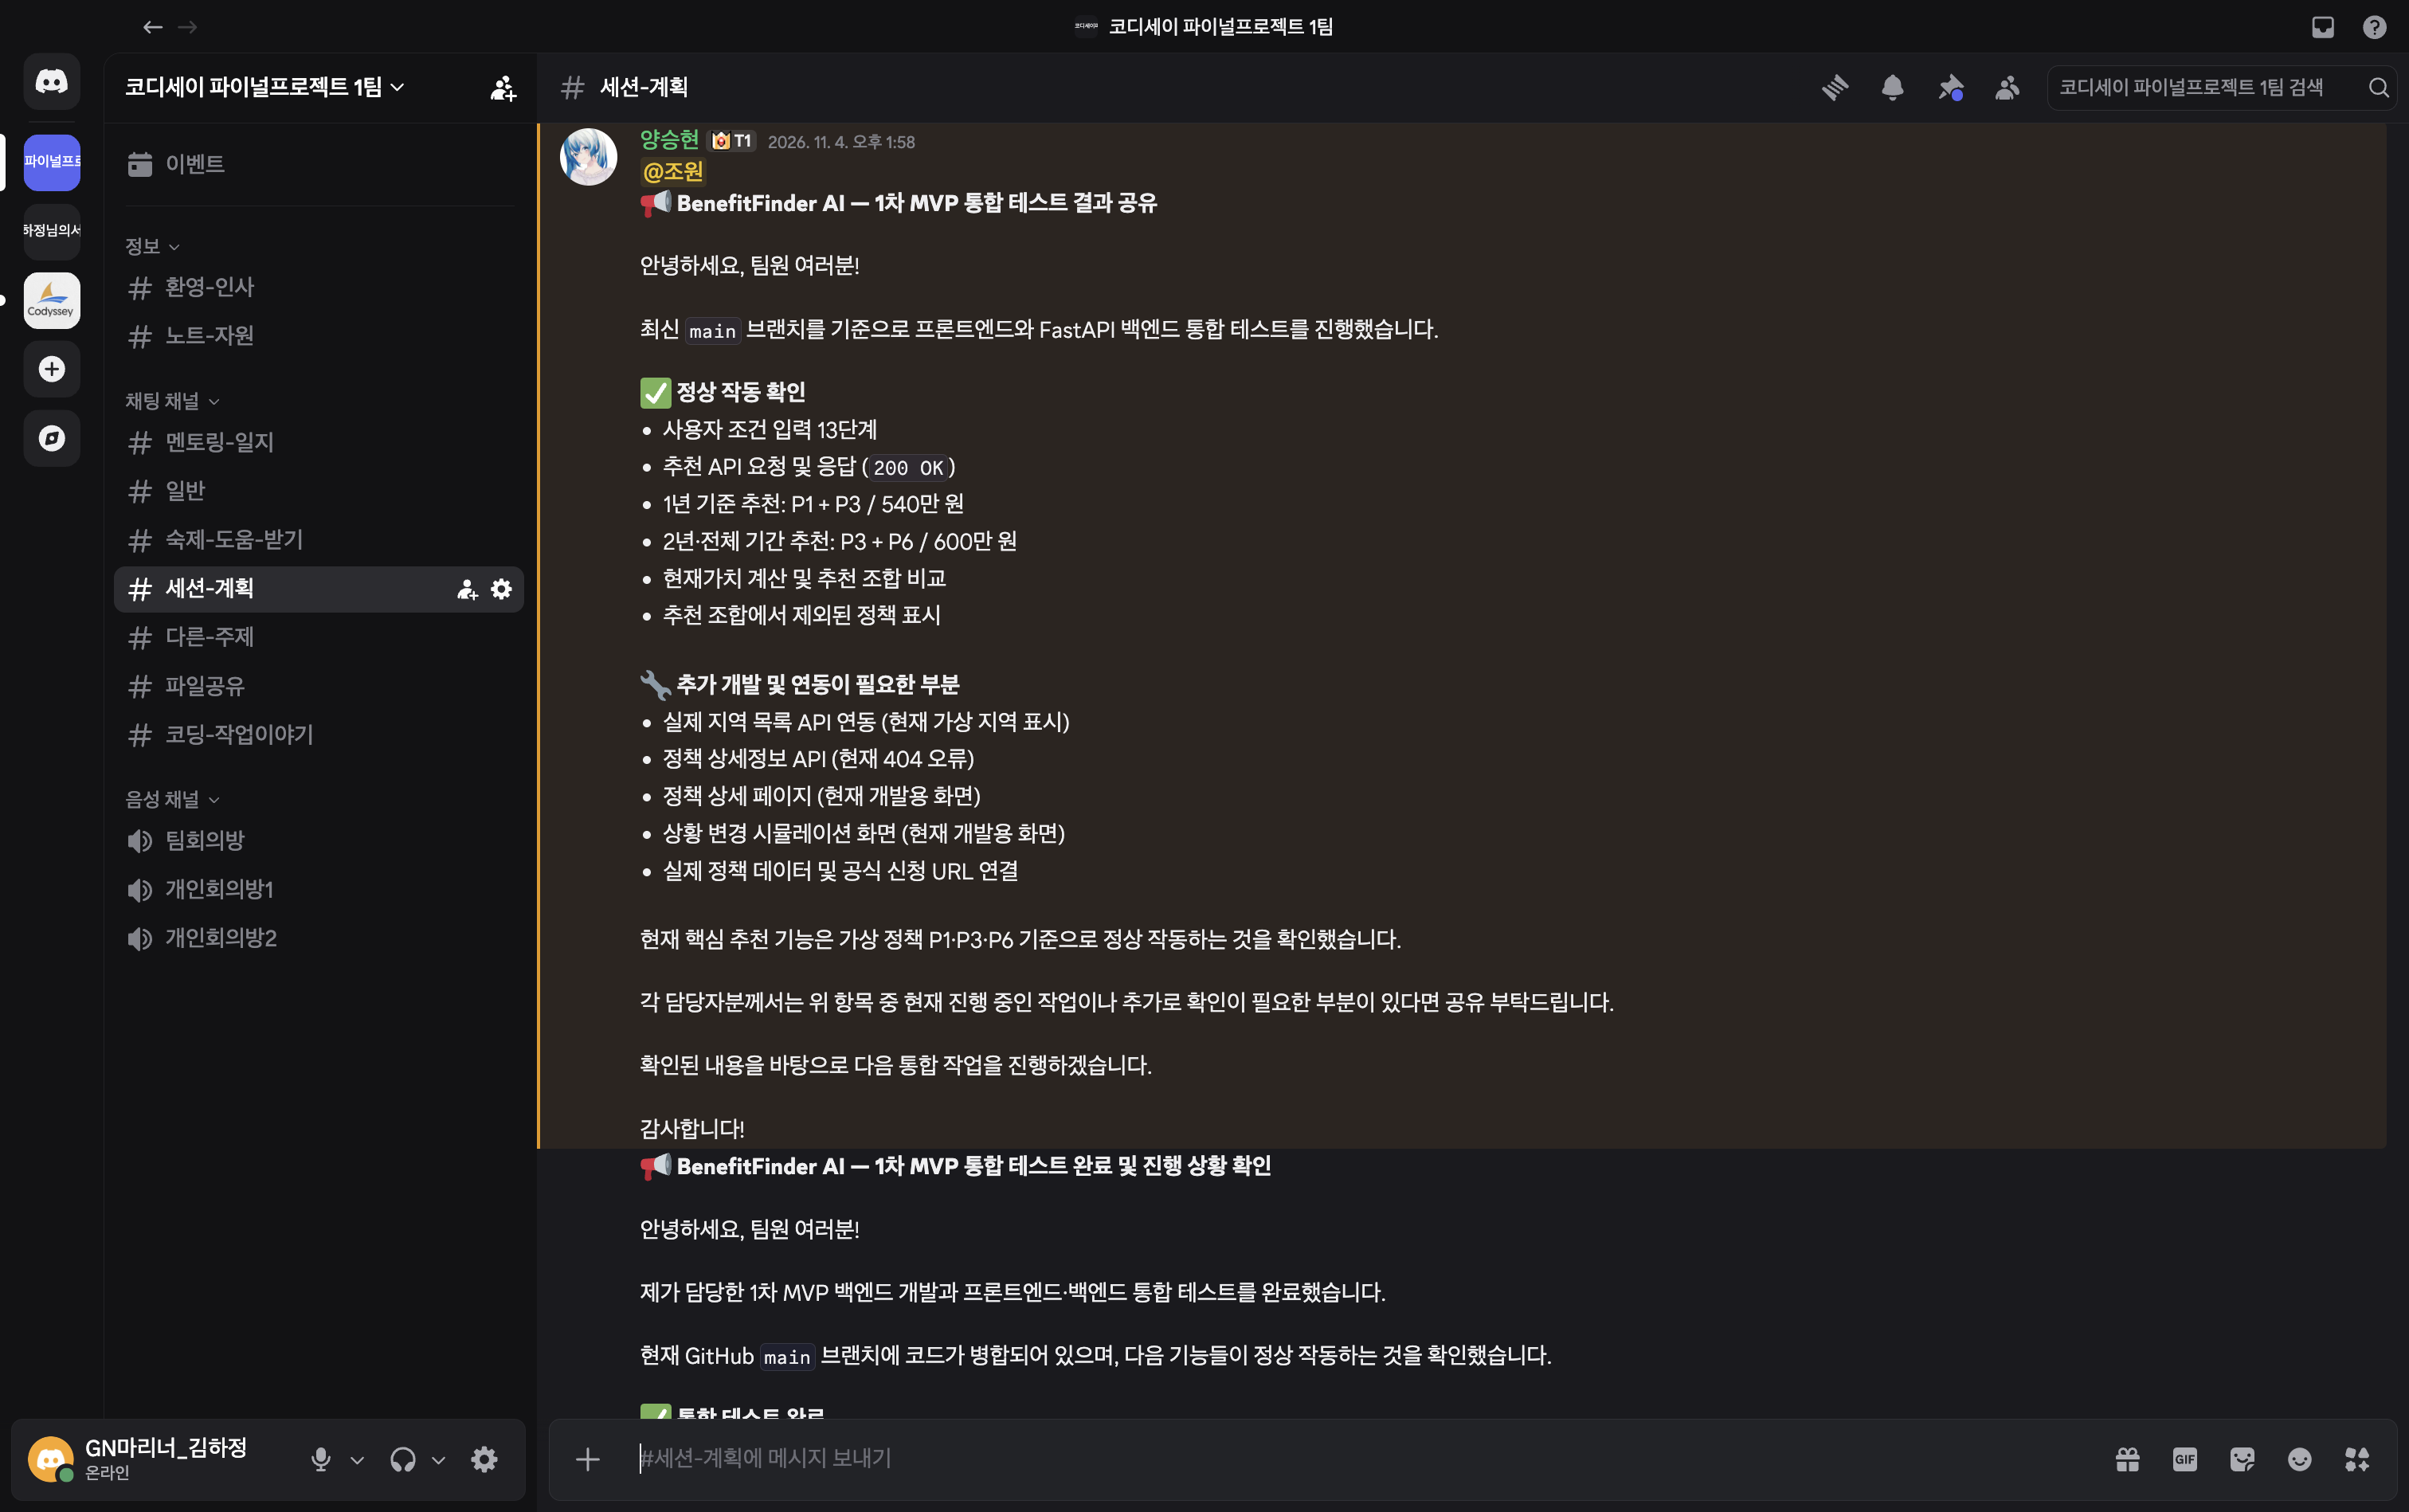 코디세이 파이널프로젝트 1팀
코디세이 파이널프로젝트 1팀
파이널프로
하정님의서
Codyssey
이벤트
정보
환영-인사
노트-자원
채팅 채널
멘토링-일지
일반
숙제-도움-받기
세션-계획
다른-주제
파일공유
코딩-작업이야기
음성 채널
팀회의방
개인회의방1
개인회의방2
GN마리너_김하정
온라인
세션-계획
코디세이 파이널프로젝트 1팀 검색
양승현 T1 2026. 11. 4. 오후 1:58
@조원
BenefitFinder AI — 1차 MVP 통합 테스트 결과 공유
안녕하세요, 팀원 여러분!
최신 main 브랜치를 기준으로 프론트엔드와 FastAPI 백엔드 통합 테스트를 진행했습니다.
✅ 정상 작동 확인
• 사용자 조건 입력 13단계
• 추천 API 요청 및 응답 (200 OK)
• 1년 기준 추천: P1 + P3 / 540만 원
• 2년·전체 기간 추천: P3 + P6 / 600만 원
• 현재가치 계산 및 추천 조합 비교
• 추천 조합에서 제외된 정책 표시
추가 개발 및 연동이 필요한 부분
• 실제 지역 목록 API 연동 (현재 가상 지역 표시)
• 정책 상세정보 API (현재 404 오류)
• 정책 상세 페이지 (현재 개발용 화면)
• 상황 변경 시뮬레이션 화면 (현재 개발용 화면)
• 실제 정책 데이터 및 공식 신청 URL 연결
현재 핵심 추천 기능은 가상 정책 P1·P3·P6 기준으로 정상 작동하는 것을 확인했습니다.
각 담당자분께서는 위 항목 중 현재 진행 중인 작업이나 추가로 확인이 필요한 부분이 있다면 공유 부탁드립니다.
확인된 내용을 바탕으로 다음 통합 작업을 진행하겠습니다.
감사합니다!
BenefitFinder AI — 1차 MVP 통합 테스트 완료 및 진행 상황 확인
안녕하세요, 팀원 여러분!
제가 담당한 1차 MVP 백엔드 개발과 프론트엔드·백엔드 통합 테스트를 완료했습니다.
현재 GitHub main 브랜치에 코드가 병합되어 있으며, 다음 기능들이 정상 작동하는 것을 확인했습니다.
통합 테스트 완료
#세션-계획에 메시지 보내기
GIF